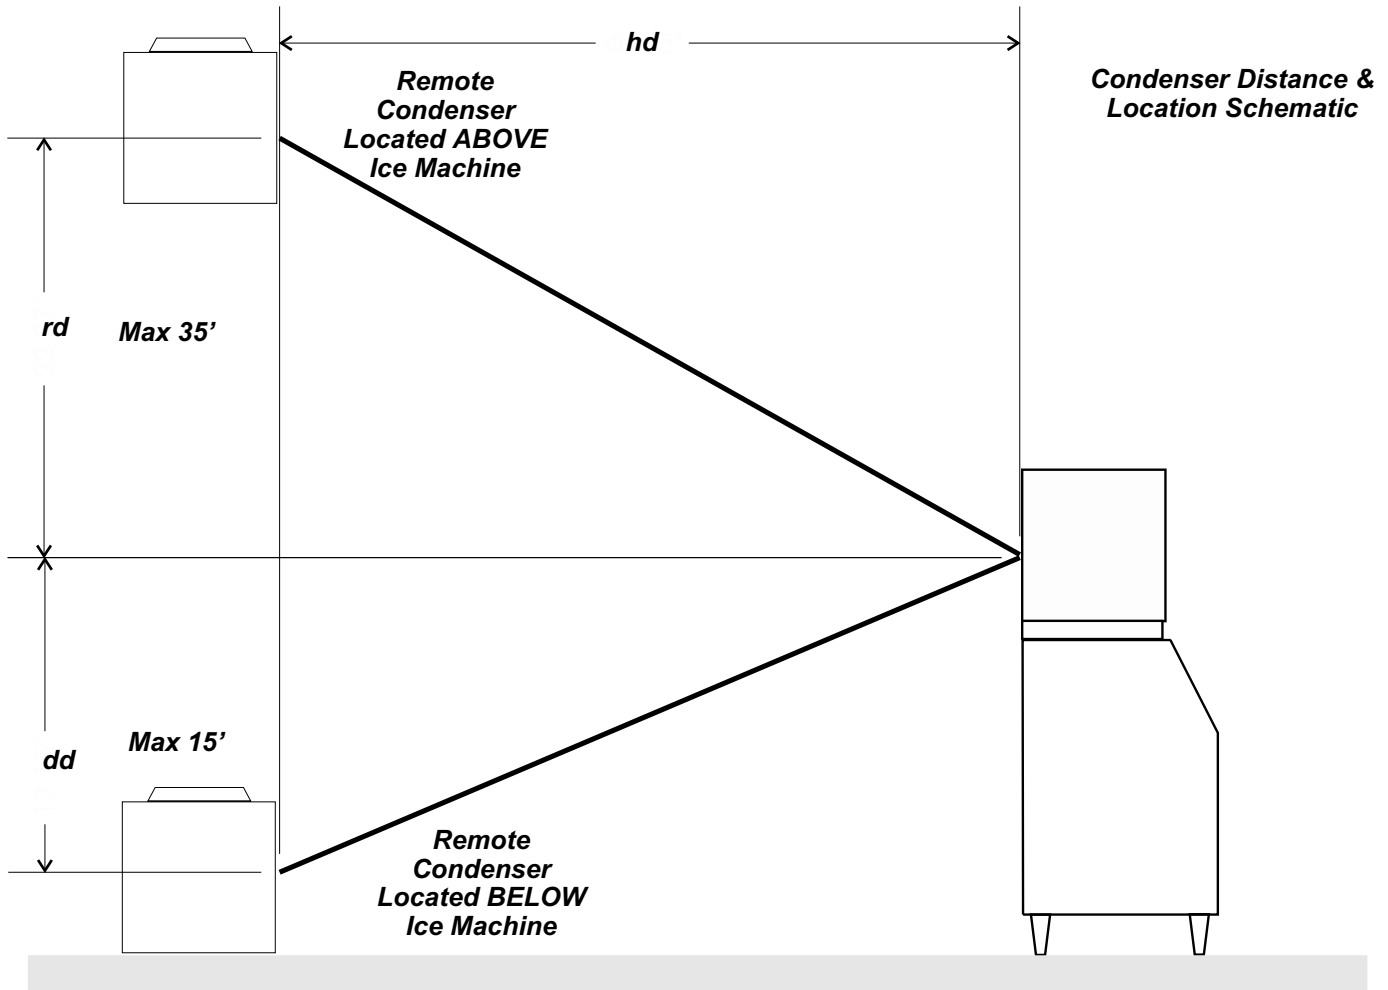 hd
Condenser Distance &
Location Schematic
Remote
Condenser
Located ABOVE
Ice Machine
rd
Max 35’
Max 15’
dd
Remote
Condenser
Located BELOW
Ice Machine